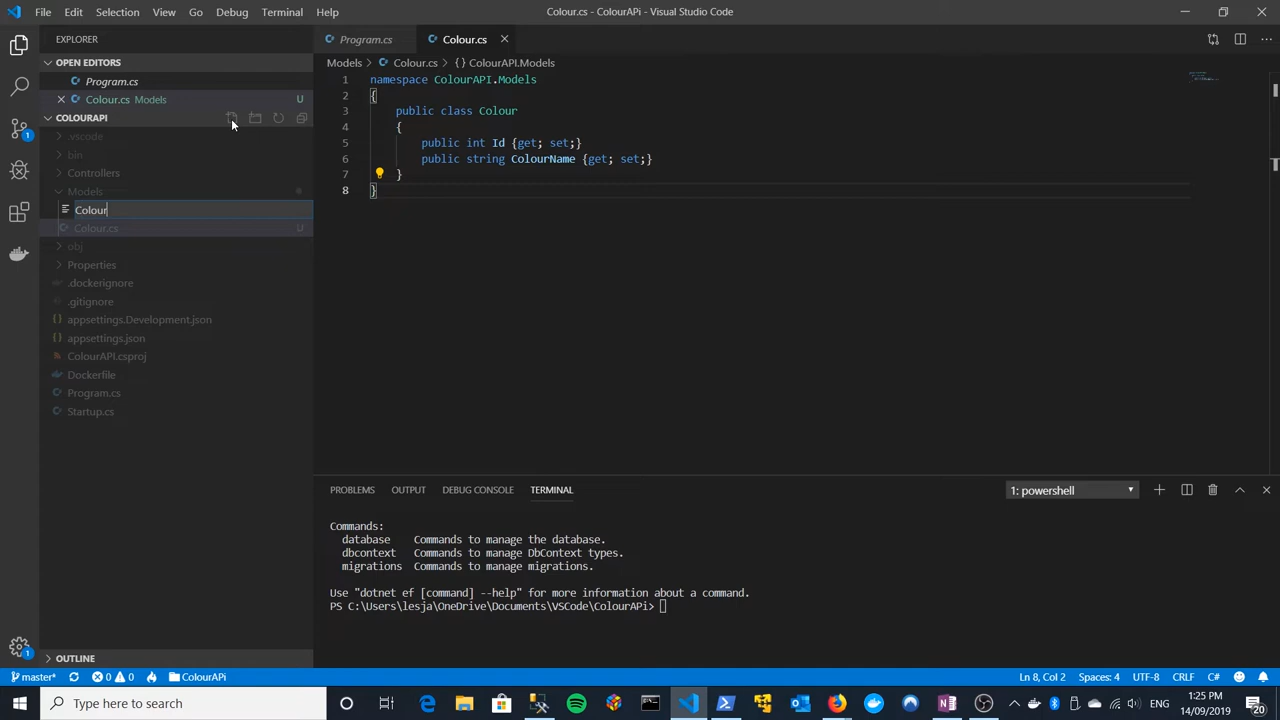 File Edit Selection View Go Debug Terminal Help
Colour.cs - ColourAPi - Visual Studio Code
EXPLORER
OPEN EDITORS
Program.cs
Colour.cs Models U
COLOURAPI
.vscode
bin
Controllers
Models
Colour
Colour.cs U
obj
Properties
.dockerignore
.gitignore
appsettings.Development.json
appsettings.json
ColourAPI.csproj
Dockerfile
Program.cs
Startup.cs
OUTLINE
Program.cs Colour.cs
Models > Colour.cs > {} ColourAPI.Models
1 namespace ColourAPI.Models
2 {
3 public class Colour
4 {
5 public int Id {get; set;}
6 public string ColourName {get; set;}
7 }
8 }
PROBLEMS OUTPUT DEBUG CONSOLE TERMINAL 1: powershell
Commands:
database Commands to manage the database.
dbcontext Commands to manage DbContext types.
migrations Commands to manage migrations.
Use "dotnet ef [command] --help" for more information about a command.
PS C:\Users\lesja\OneDrive\Documents\VSCode\ColourAPi>
1
1
master* 0 0 ColourAPi Ln 8, Col 2 Spaces: 4 UTF-8 CRLF C#
Type here to search
ENG
1:25 PM
14/09/2019
20